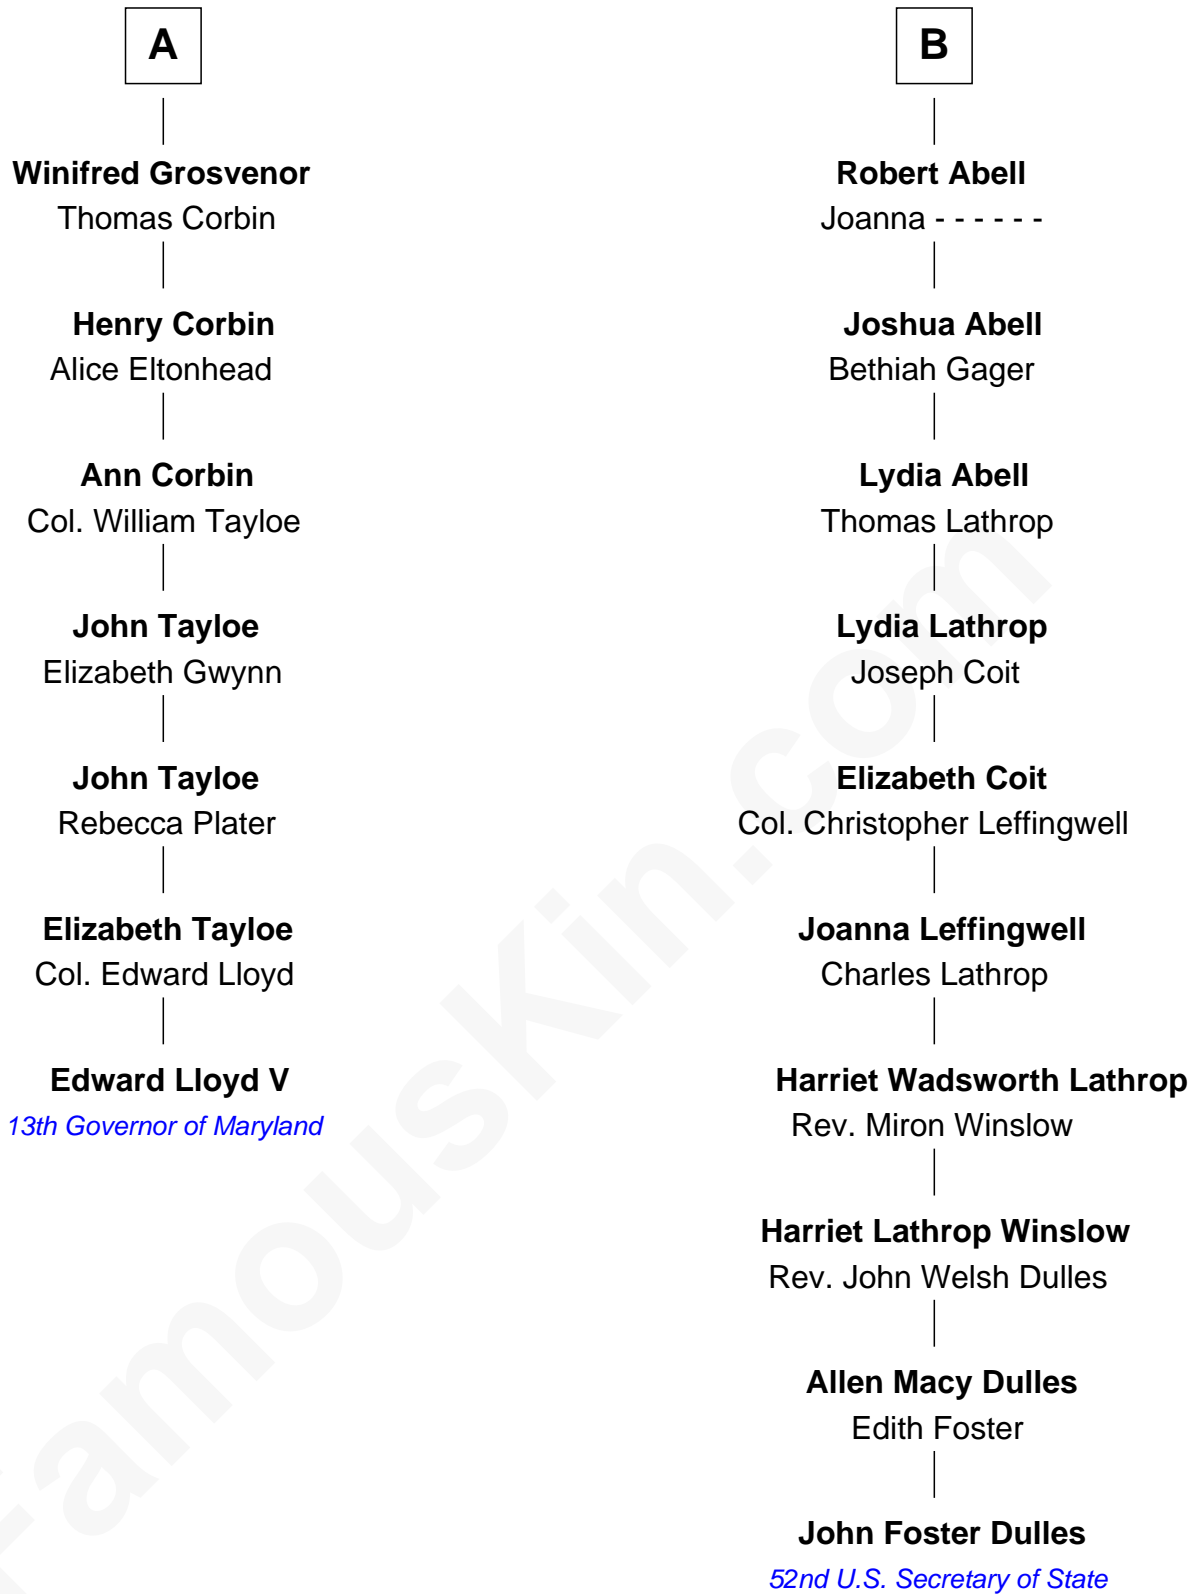 A
Winifred Grosvenor
Thomas Corbin
Henry Corbin
Alice Eltonhead
Ann Corbin
Col. William Tayloe
John Tayloe
Elizabeth Gwynn
John Tayloe
Rebecca Plater
Elizabeth Tayloe
Col. Edward Lloyd
Edward Lloyd V
13th Governor of Maryland
B
Robert Abell
Joanna - - - - - -
Joshua Abell
Bethiah Gager
Lydia Abell
Thomas Lathrop
Lydia Lathrop
Joseph Coit
Elizabeth Coit
Col. Christopher Leffingwell
Joanna Leffingwell
Charles Lathrop
Harriet Wadsworth Lathrop
Rev. Miron Winslow
Harriet Lathrop Winslow
Rev. John Welsh Dulles
Allen Macy Dulles
Edith Foster
John Foster Dulles
52nd U.S. Secretary of State
FamousKin.com